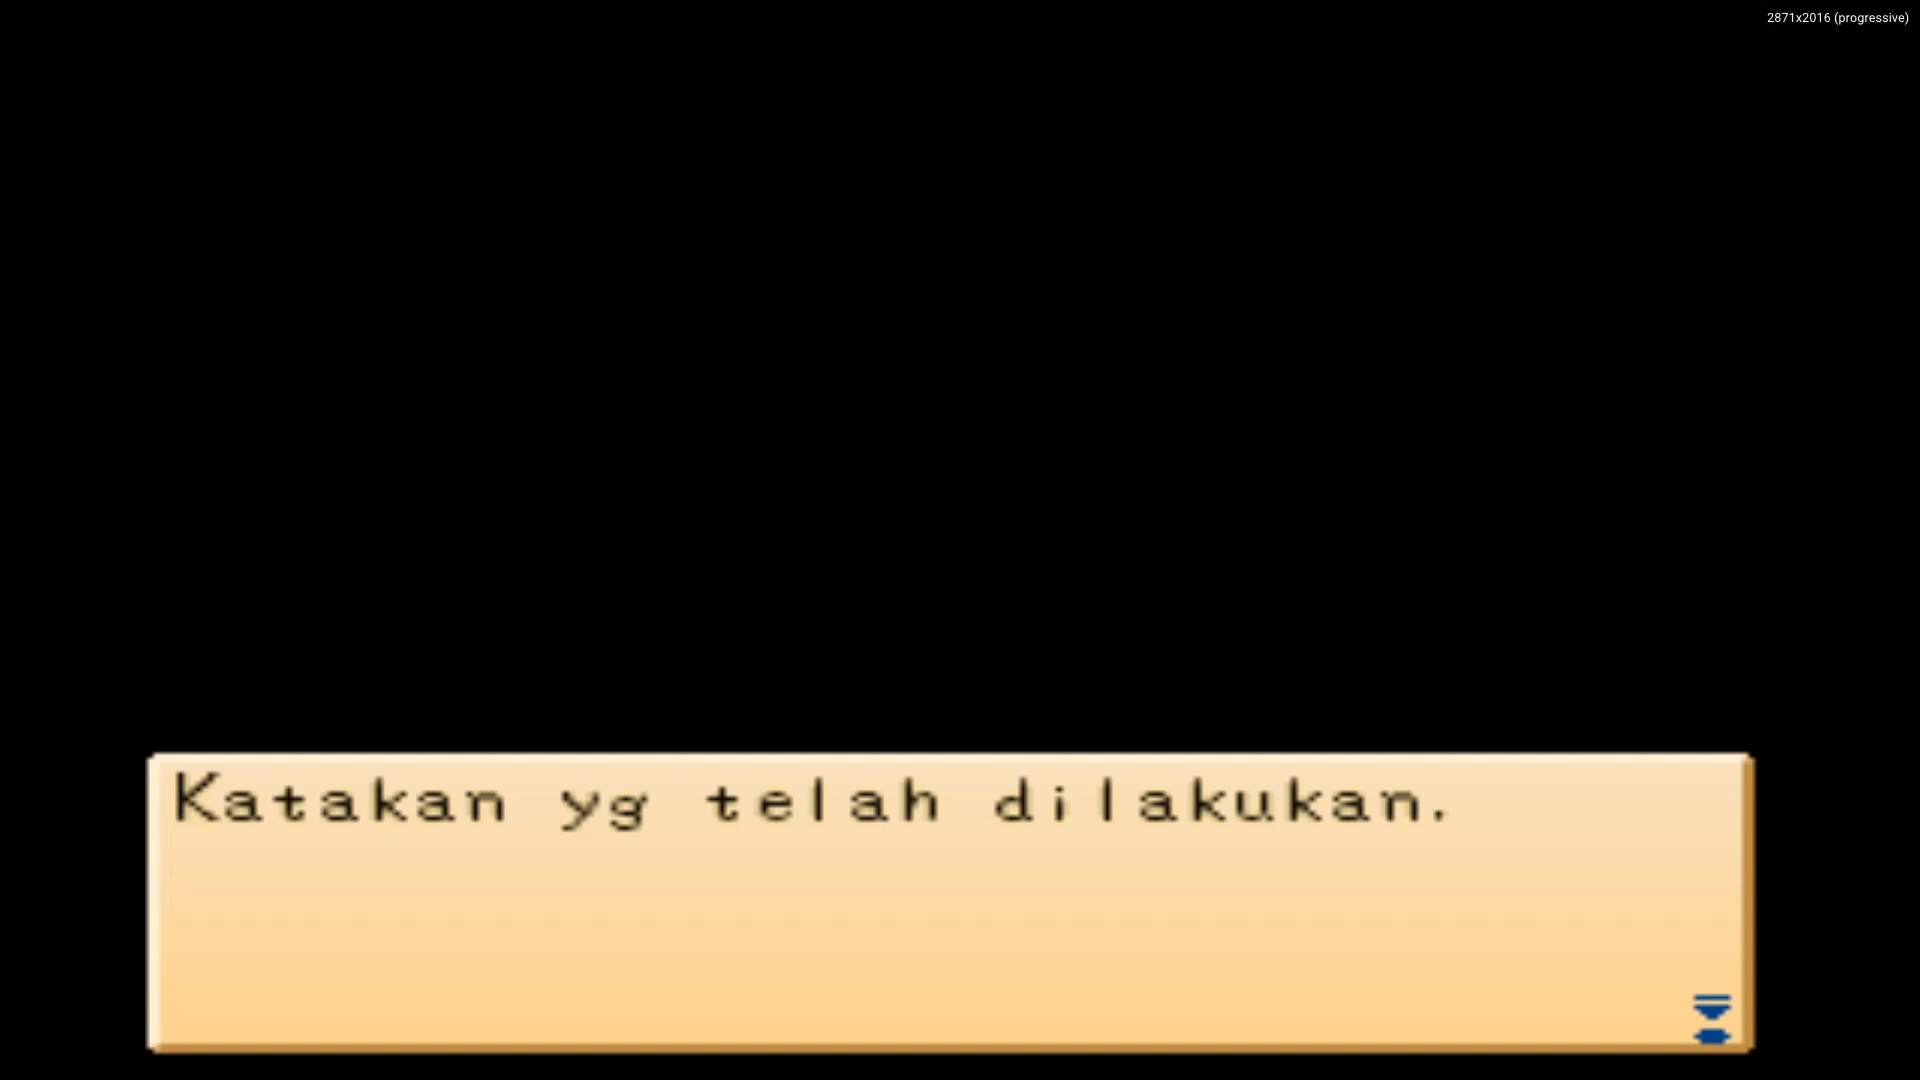 2871x2016 (progressive)
Katakan yg telah dilakukan.